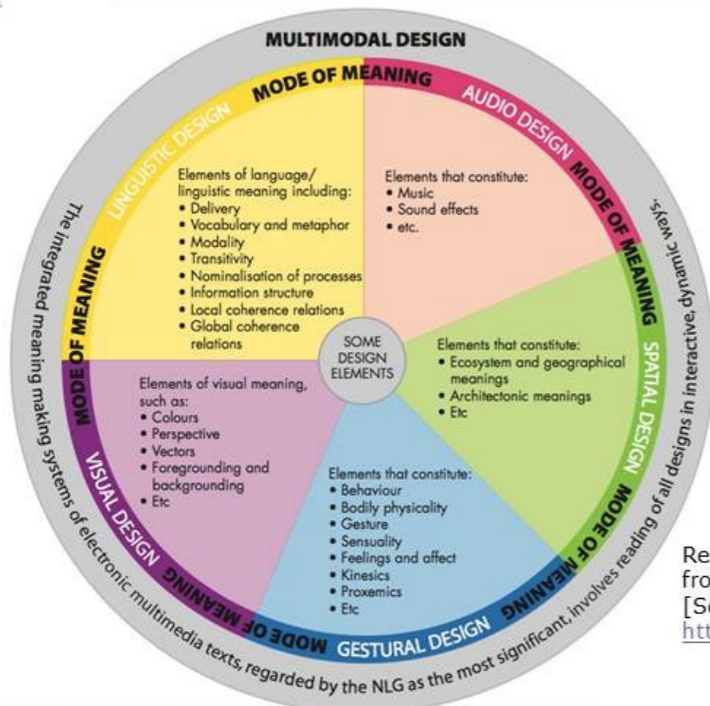 MULTIMODAL DESIGN
MODE OF MEANING
LINGUISTIC DESIGN
MODE OF MEANING
Elements of language/
linguistic meaning including:
• Delivery
• Vocabulary and metaphor
• Modality
• Transitivity
• Nominalisation of processes
• Information structure
• Local coherence relations
• Global coherence
relations
AUDIO DESIGN
MODE OF MEANING
Elements that constitute:
• Music
• Sound effects
• etc.
SPATIAL DESIGN
MODE OF MEANING
Elements that constitute:
• Ecosystem and geographical
meanings
• Architectonic meanings
• Etc
SOME
DESIGN
ELEMENTS
VISUAL DESIGN
MODE OF MEANING
Elements of visual meaning,
such as:
• Colours
• Perspective
• Vectors
• Foregrounding and
backgrounding
• Etc
GESTURAL DESIGN
Elements that constitute:
• Behaviour
• Bodily physicality
• Gesture
• Sensuality
• Feelings and affect
• Kinesics
• Proxemics
• Etc
MODE OF MEANING
The integrated meaning making systems of electronic multimedia texts, regarded by the NLG as the most significant, involves reading of all designs in interactive, dynamic ways.
Re
fro
[So
htt